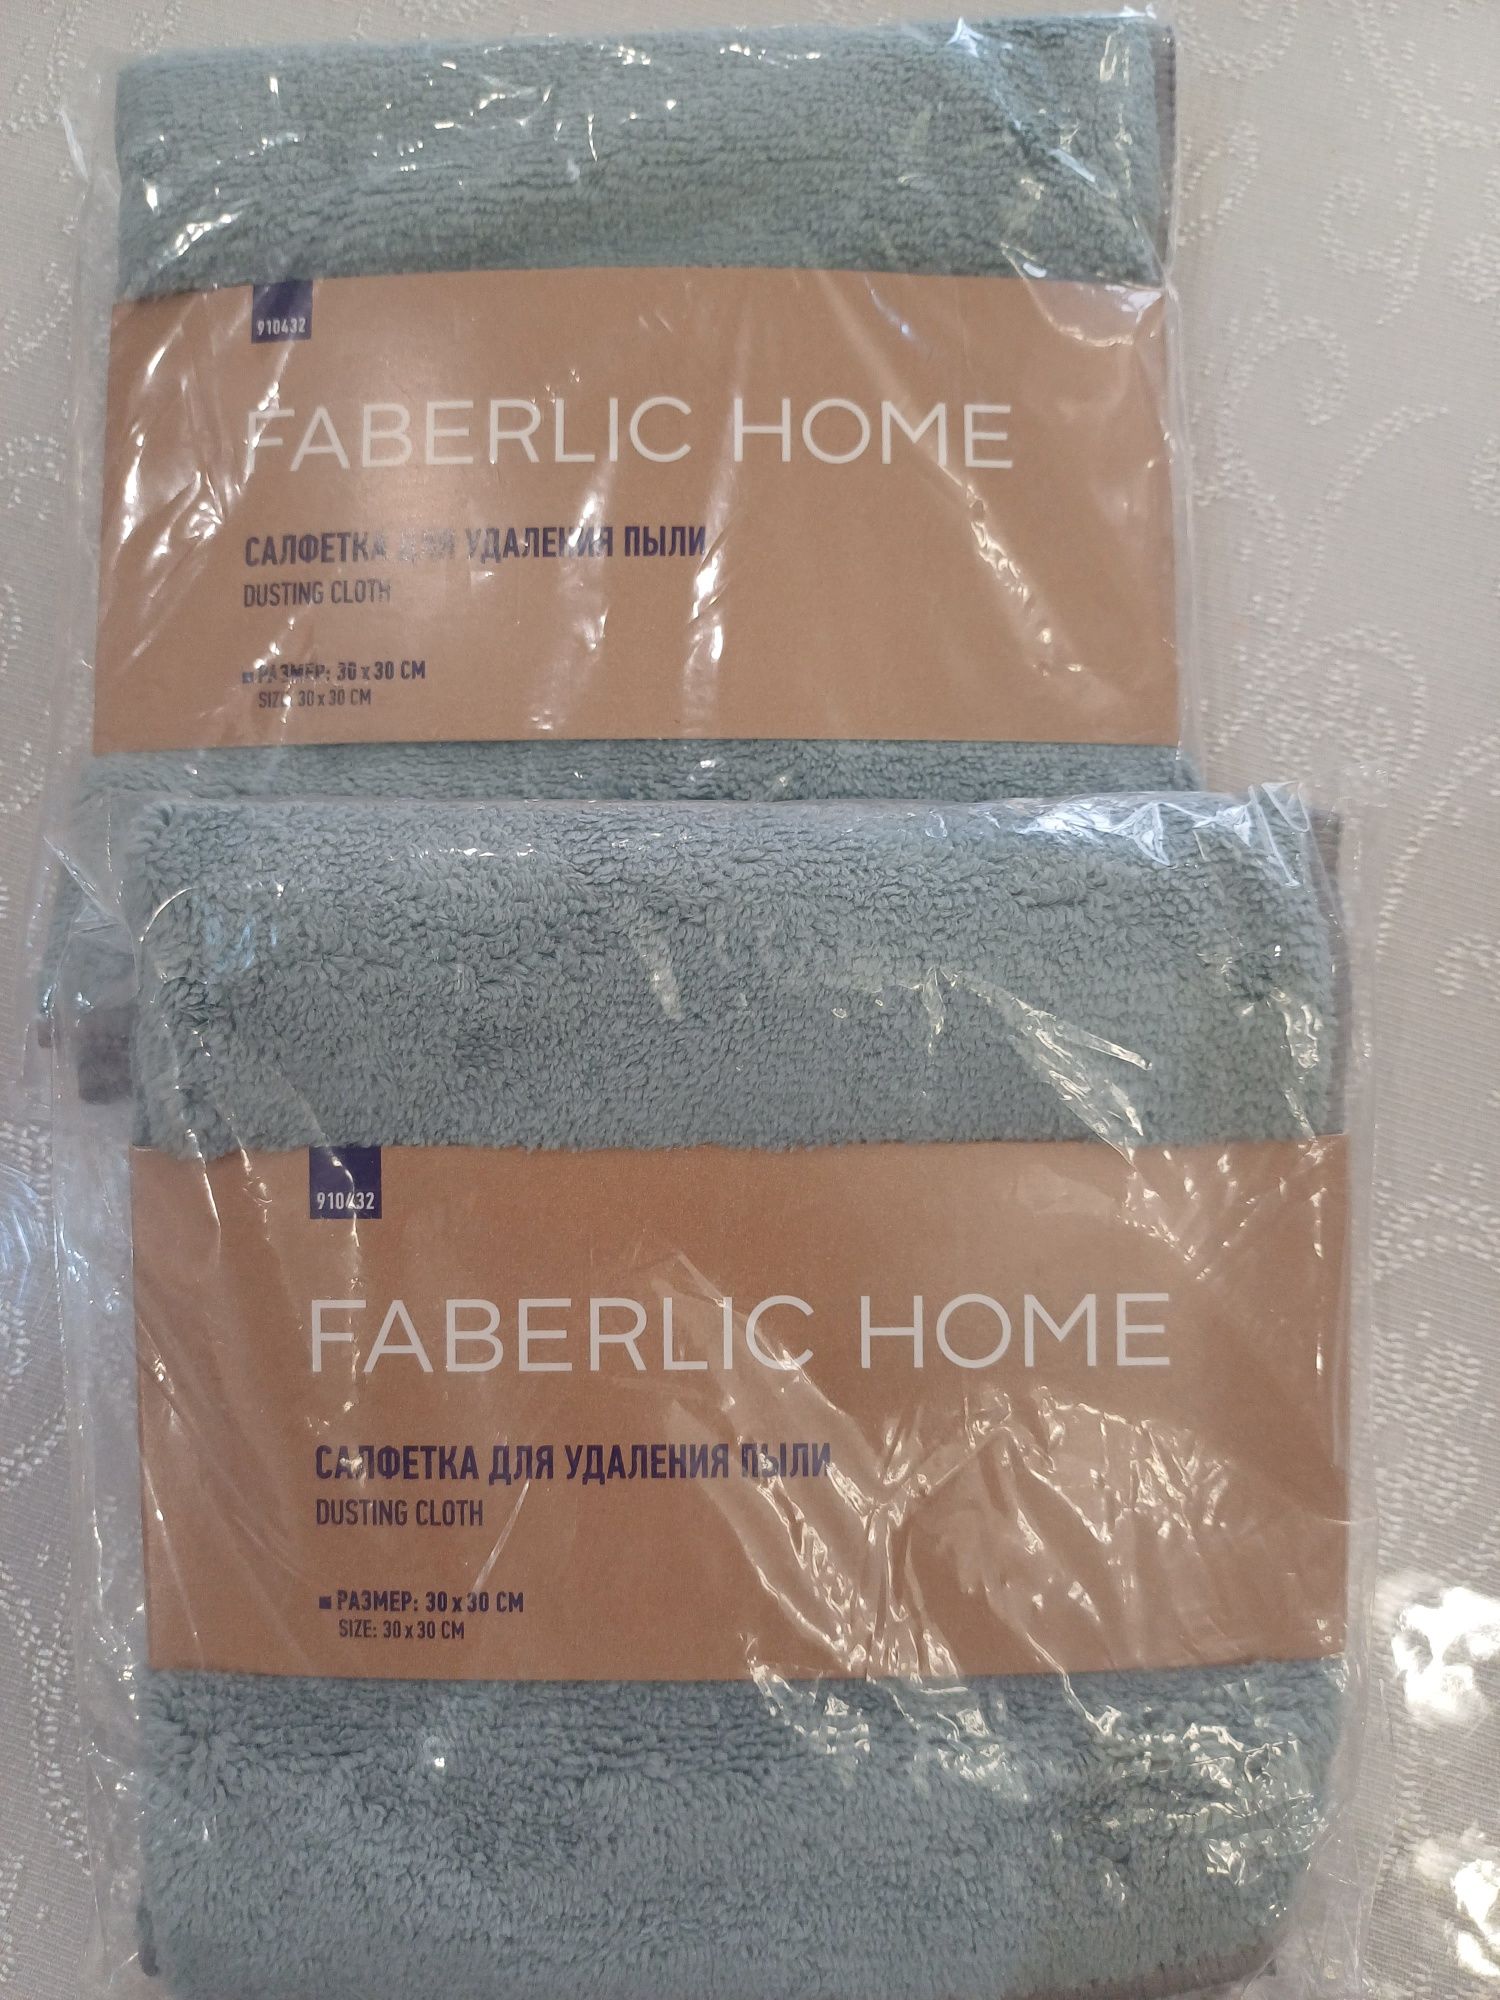 910432
FABERLIC HOME
САЛФЕТКА ДЛЯ УДАЛЕНИЯ ПЫЛИ
DUSTING CLOTH
РАЗМЕР: 30 x 30 СМ
SIZE: 30 x 30 CM
910432
FABERLIC HOME
САЛФЕТКА ДЛЯ УДАЛЕНИЯ ПЫЛИ
DUSTING CLOTH
РАЗМЕР: 30 x 30 СМ
SIZE: 30 x 30 CM